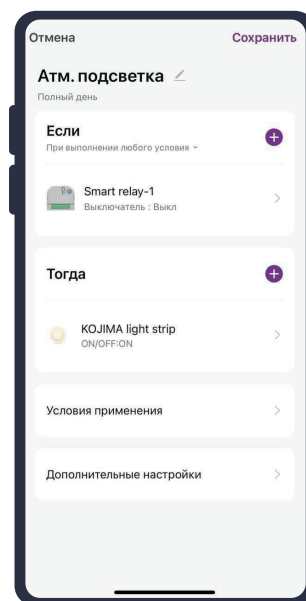 Отмена
Сохранить
Атм. подсветка
Полный день
Если
При выполнении любого условия
Smart relay-1
Выключатель : Выкл
Тогда
KOJIMA light strip
ON/OFF:ON
Условия применения
Дополнительные настройки